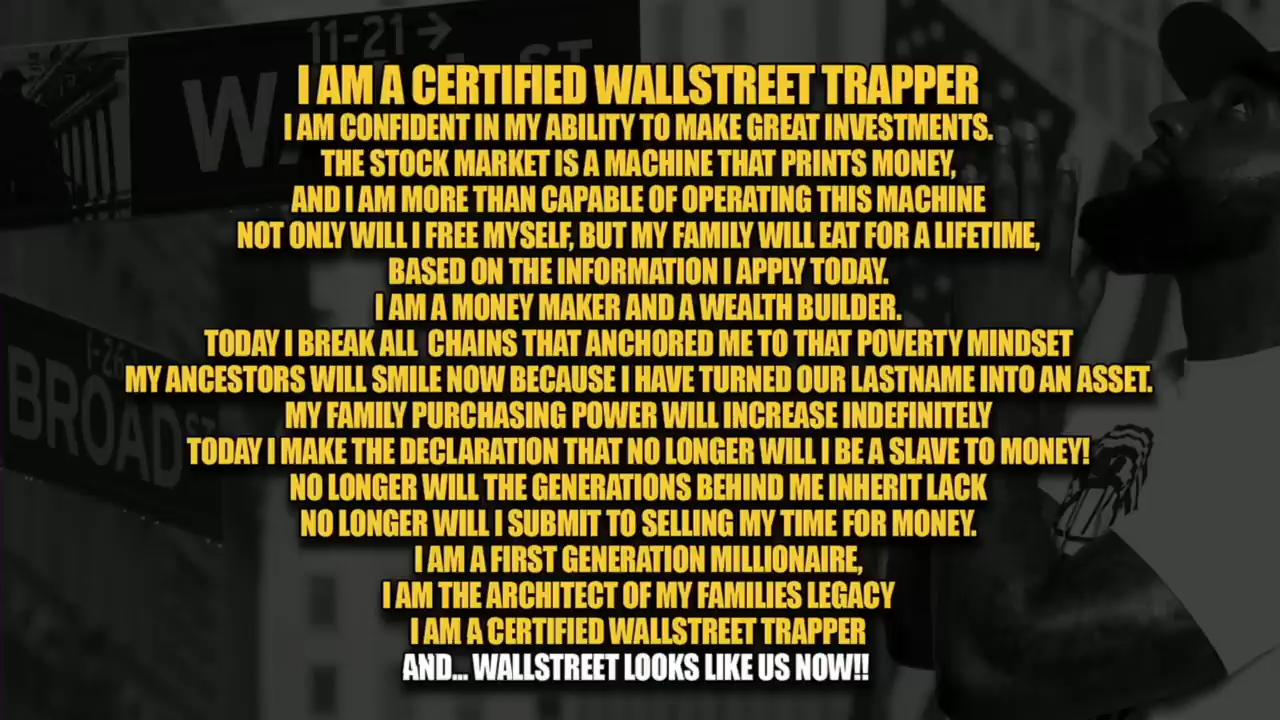 11-21 →
WALL ST
I AM A CERTIFIED WALLSTREET TRAPPER
I AM CONFIDENT IN MY ABILITY TO MAKE GREAT INVESTMENTS.
THE STOCK MARKET IS A MACHINE THAT PRINTS MONEY,
AND I AM MORE THAN CAPABLE OF OPERATING THIS MACHINE
NOT ONLY WILL I FREE MYSELF, BUT MY FAMILY WILL EAT FOR A LIFETIME,
BASED ON THE INFORMATION I APPLY TODAY.
I AM A MONEY MAKER AND A WEALTH BUILDER.
TODAY I BREAK ALL CHAINS THAT ANCHORED ME TO THAT POVERTY MINDSET
MY ANCESTORS WILL SMILE NOW BECAUSE I HAVE TURNED OUR LASTNAME INTO AN ASSET.
MY FAMILY PURCHASING POWER WILL INCREASE INDEFINITELY
TODAY I MAKE THE DECLARATION THAT NO LONGER WILL I BE A SLAVE TO MONEY!
NO LONGER WILL THE GENERATIONS BEHIND ME INHERIT LACK
NO LONGER WILL I SUBMIT TO SELLING MY TIME FOR MONEY.
I AM A FIRST GENERATION MILLIONAIRE,
I AM THE ARCHITECT OF MY FAMILIES LEGACY
I AM A CERTIFIED WALLSTREET TRAPPER
AND... WALLSTREET LOOKS LIKE US NOW!!
BROAD ST